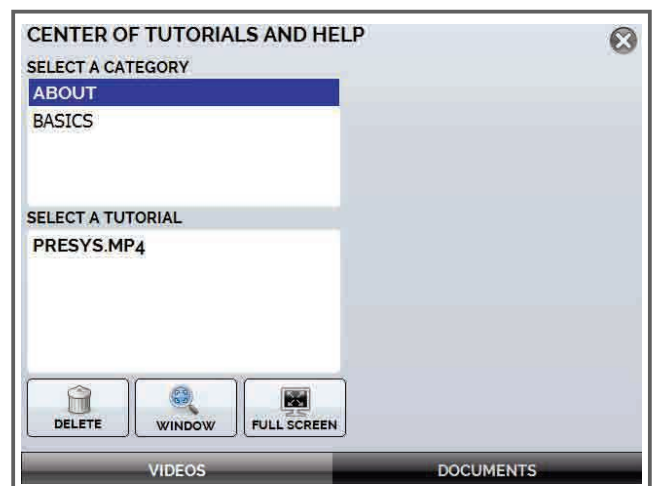 CENTER OF TUTORIALS AND HELP
SELECT A CATEGORY
ABOUT
BASICS
SELECT A TUTORIAL
PRESYS.MP4
DELETE
WINDOW
FULL SCREEN
VIDEOS
DOCUMENTS